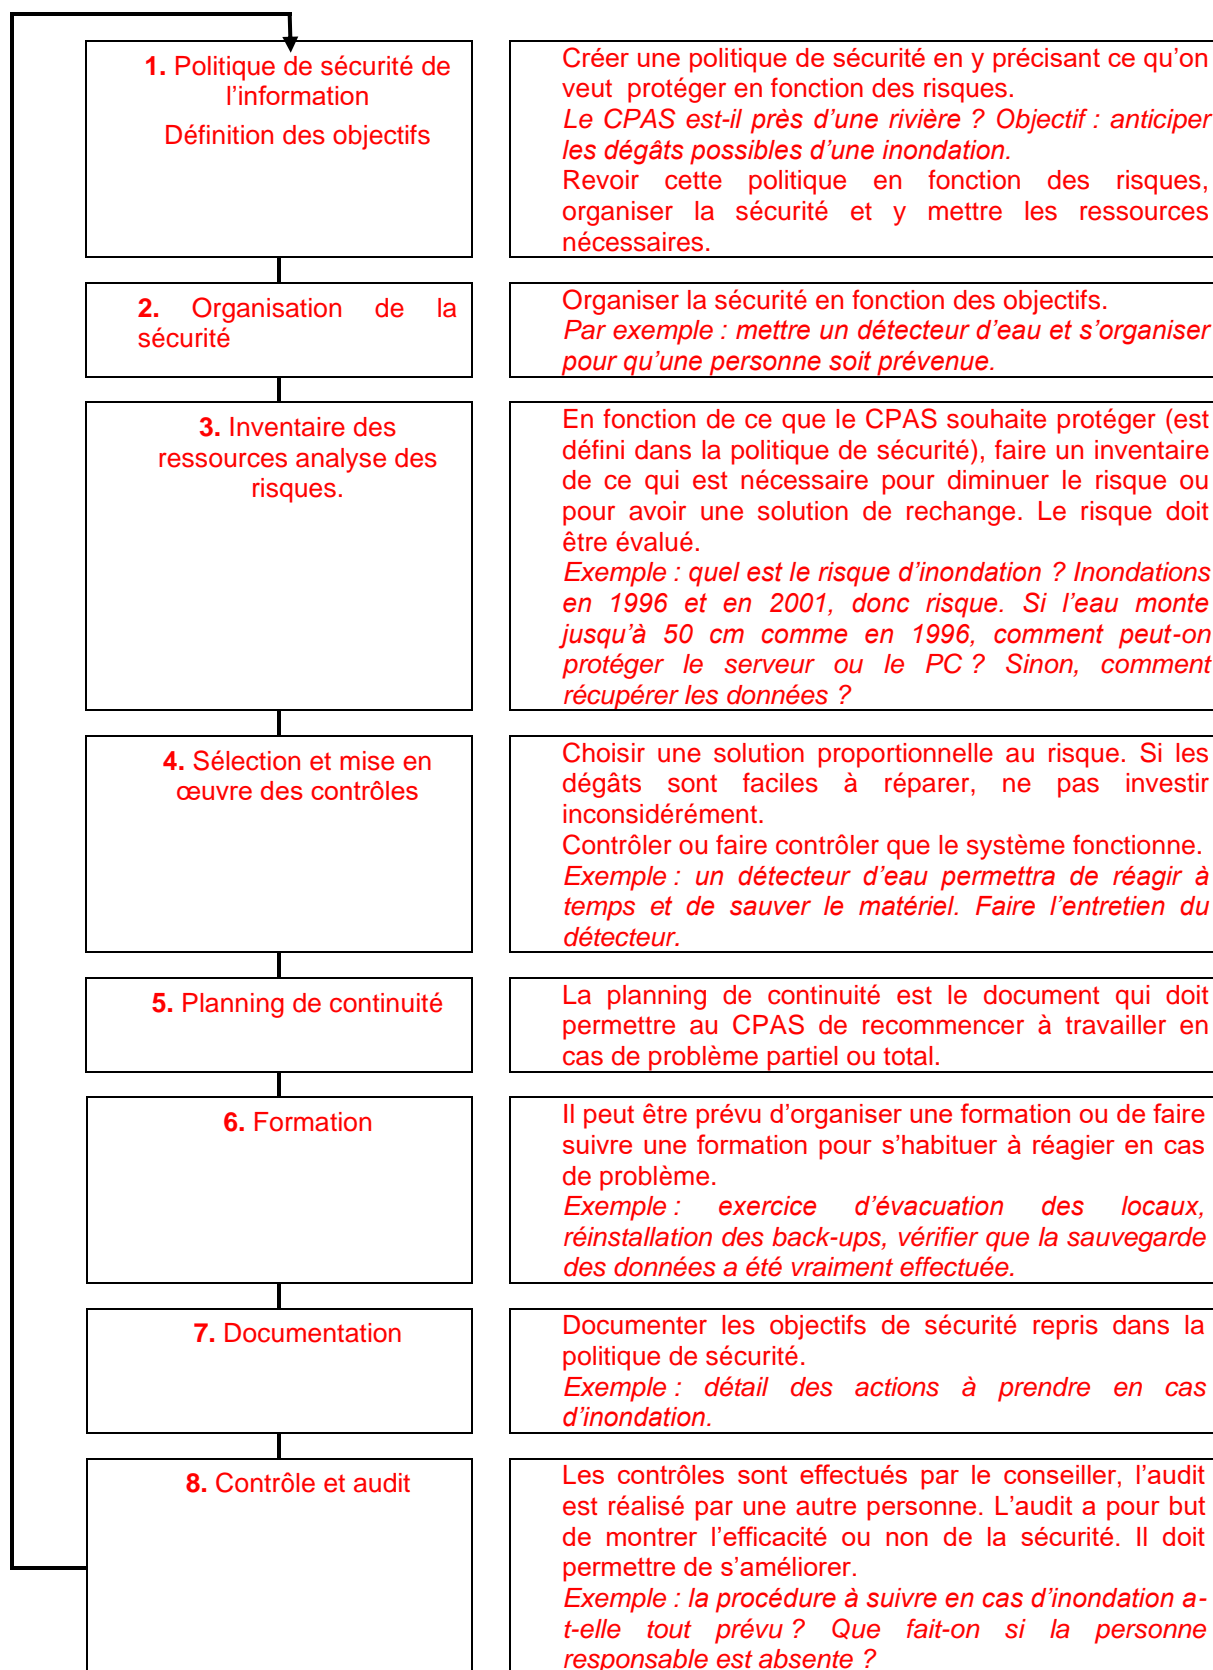 1. Politique de sécurité de
l’information
Définition des objectifs
Créer une politique de sécurité en y précisant ce qu’on
veut protéger en fonction des risques.
Le CPAS est-il près d’une rivière ? Objectif : anticiper
les dégâts possibles d’une inondation.
Revoir cette politique en fonction des risques,
organiser la sécurité et y mettre les ressources
nécessaires.
2. Organisation de la
sécurité
Organiser la sécurité en fonction des objectifs.
Par exemple : mettre un détecteur d’eau et s’organiser
pour qu’une personne soit prévenue.
3. Inventaire des
ressources analyse des
risques.
En fonction de ce que le CPAS souhaite protéger (est
défini dans la politique de sécurité), faire un inventaire
de ce qui est nécessaire pour diminuer le risque ou
pour avoir une solution de rechange. Le risque doit
être évalué.
Exemple : quel est le risque d’inondation ? Inondations
en 1996 et en 2001, donc risque. Si l’eau monte
jusqu’à 50 cm comme en 1996, comment peut-on
protéger le serveur ou le PC ? Sinon, comment
récupérer les données ?
4. Sélection et mise en
œuvre des contrôles
Choisir une solution proportionnelle au risque. Si les
dégâts sont faciles à réparer, ne pas investir
inconsidérément.
Contrôler ou faire contrôler que le système fonctionne.
Exemple : un détecteur d’eau permettra de réagir à
temps et de sauver le matériel. Faire l’entretien du
détecteur.
5. Planning de continuité
La planning de continuité est le document qui doit
permettre au CPAS de recommencer à travailler en
cas de problème partiel ou total.
6. Formation
Il peut être prévu d’organiser une formation ou de faire
suivre une formation pour s’habituer à réagier en cas
de problème.
Exemple : exercice d’évacuation des locaux,
réinstallation des back-ups, vérifier que la sauvegarde
des données a été vraiment effectuée.
7. Documentation
Documenter les objectifs de sécurité repris dans la
politique de sécurité.
Exemple : détail des actions à prendre en cas
d’inondation.
8. Contrôle et audit
Les contrôles sont effectués par le conseiller, l’audit
est réalisé par une autre personne. L’audit a pour but
de montrer l’efficacité ou non de la sécurité. Il doit
permettre de s’améliorer.
Exemple : la procédure à suivre en cas d’inondation a-
t-elle tout prévu ? Que fait-on si la personne
responsable est absente ?